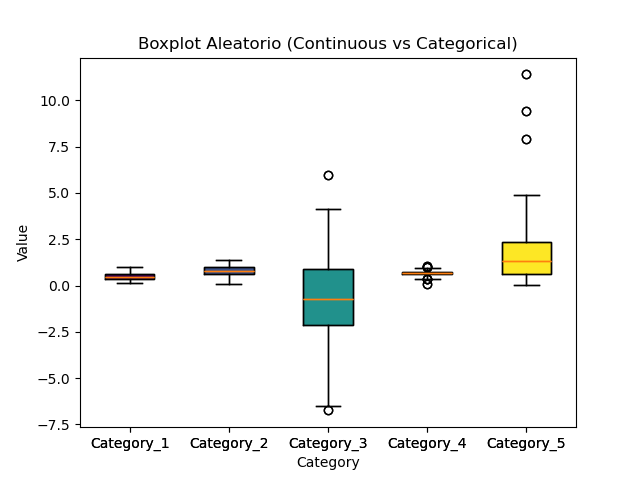 Boxplot Aleatorio (Continuous vs Categorical)
10.0
7.5
5.0
2.5
0.0
−2.5
−5.0
−7.5
Value
Category_1 Category_2 Category_3 Category_4 Category_5
Category